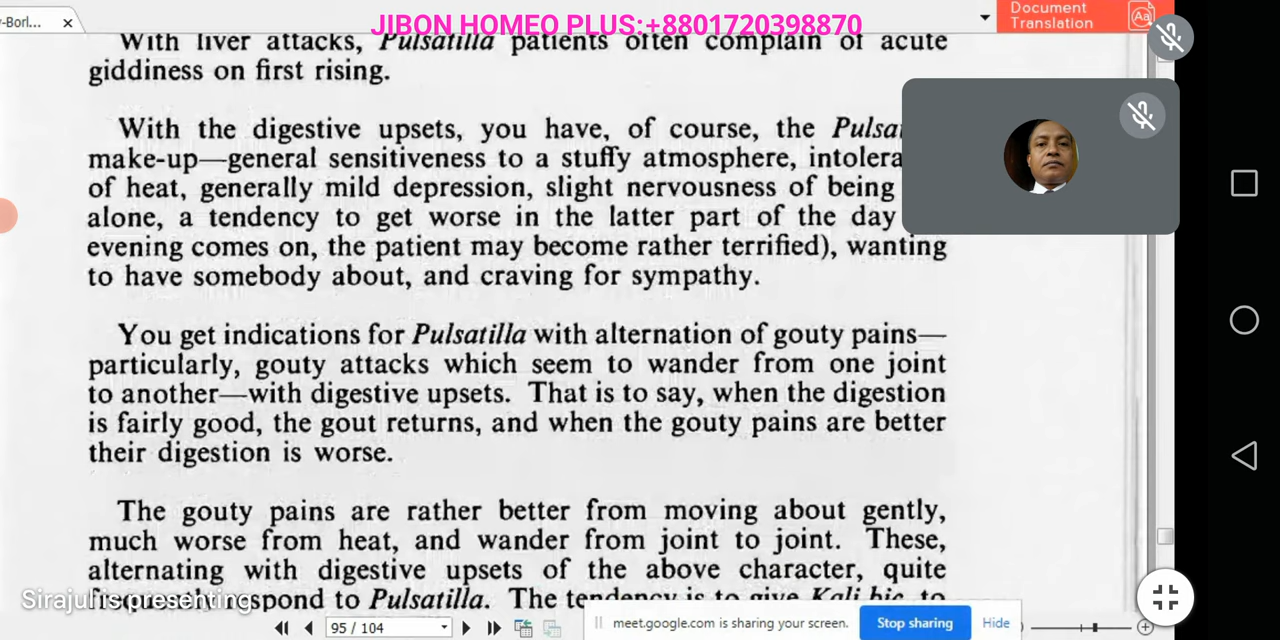 -Borl...
JIBON HOMEO PLUS:+8801720398870
Document
Translation
With liver attacks, Pulsatilla patients often complain of acute
giddiness on first rising.
With the digestive upsets, you have, of course, the Pulsa
make-up—general sensitiveness to a stuffy atmosphere, intolera
of heat, generally mild depression, slight nervousness of being
alone, a tendency to get worse in the latter part of the day
evening comes on, the patient may become rather terrified), wanting
to have somebody about, and craving for sympathy.
You get indications for Pulsatilla with alternation of gouty pains—
particularly, gouty attacks which seem to wander from one joint
to another—with digestive upsets. That is to say, when the digestion
is fairly good, the gout returns, and when the gouty pains are better
their digestion is worse.
The gouty pains are rather better from moving about gently,
much worse from heat, and wander from joint to joint. These,
alternating with digestive upsets of the above character, quite
spond to Pulsatilla. The tendency is to give Kali bic. to
Sirajul is presenting
meet.google.com is sharing your screen.
Stop sharing
Hide
95 / 104